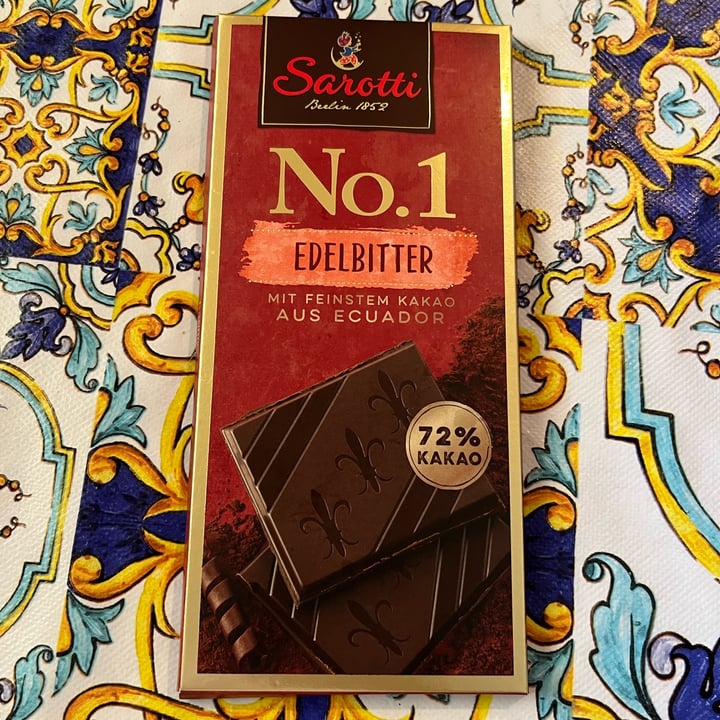 Sarotti
Berlin 1852
No.1
EDELBITTER
MIT FEINSTEM KAKAO
AUS ECUADOR
72%
KAKAO